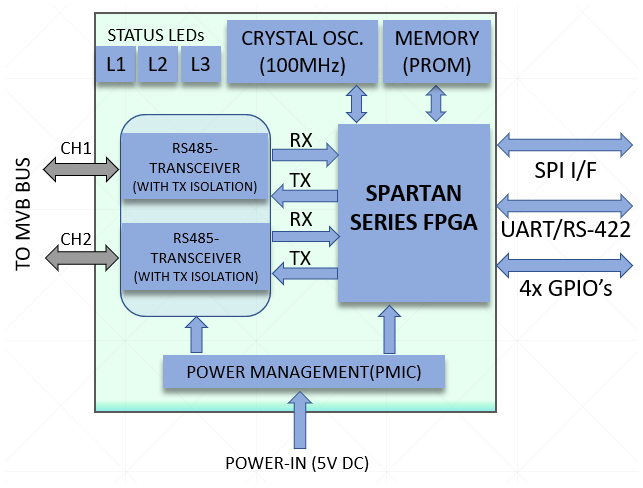 STATUS LEDs
L1
L2
L3
CRYSTAL OSC.
(100MHz)
MEMORY
(PROM)
TO MVB BUS
CH1
CH2
RS485-
TRANSCEIVER
(WITH TX ISOLATION)
RS485-
TRANSCEIVER
(WITH TX ISOLATION)
RX
TX
RX
TX
SPARTAN
SERIES FPGA
SPI I/F
UART/RS-422
4x GPIO's
POWER MANAGEMENT(PMIC)
POWER-IN (5V DC)